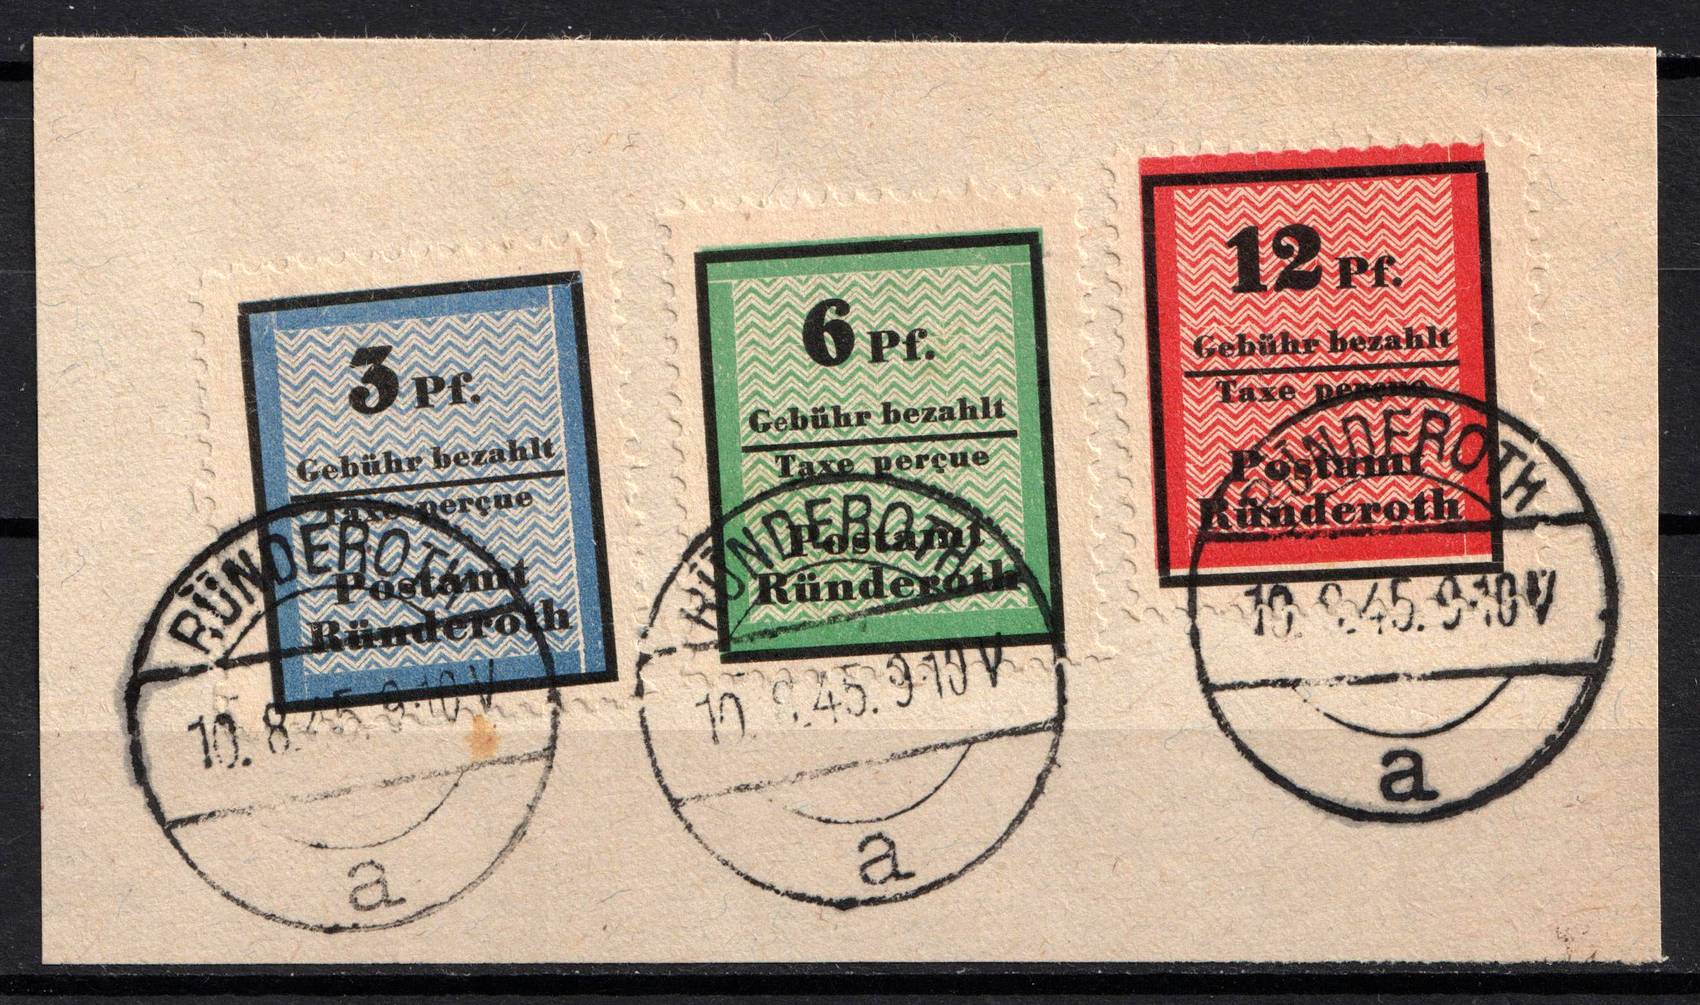 3 Pf.
Gebühr bezahlt
Taxe perçue
Postamt
Ründeroth
RÜNDEROTH
10. 8. 45. 9-10 V
a
6 Pf.
Gebühr bezahlt
Taxe perçue
Postamt
Ründeroth
RÜNDEROTH
10. 8. 45. 9-10 V
a
12 Pf.
Gebühr bezahlt
Taxe perçue
Postamt
Ründeroth
RÜNDEROTH
10. 8. 45. 9-10 V
a